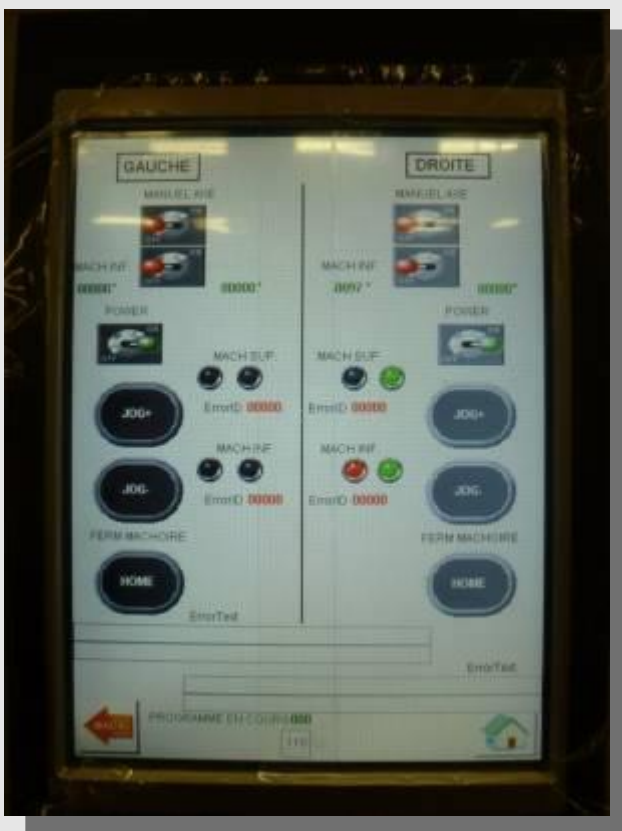 GAUCHE
DROITE
MANUEL AXE
MANUEL AXE
MACH INF
MACH INF
00000°
00000°
0092 °
00000°
POWER
POWER
MACH SUP
MACH SUP
JOG+
ErrorID 00000
ErrorID 00000
JOG+
MACH INF
MACH INF
JOG-
ErrorID 00000
ErrorID 00000
JOG-
FERM MACHOIRE
FERM MACHOIRE
HOME
HOME
ErrorText
ErrorText
BACK
PROGRAMME EN COURS 000